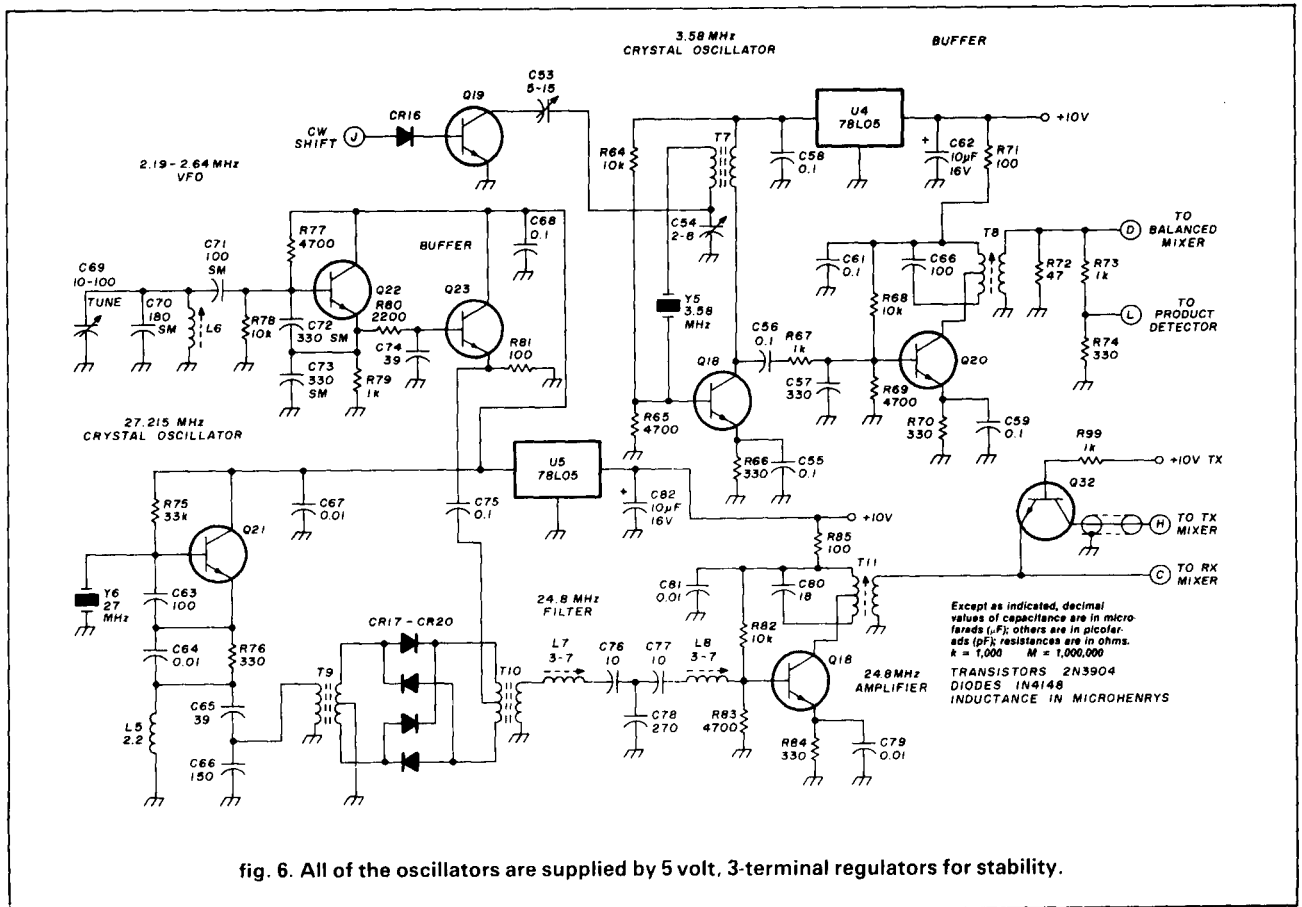 3.58 MHz
CRYSTAL OSCILLATOR
BUFFER
C53
5-15
Q19
CR16
CW
SHIFT
J
U4
78L05
+10V
C62
10µF
16V
R71
100
T7
R64
10k
C58
0.1
C54
2-8
2.19-2.64 MHz
VFO
R77
4700
BUFFER
C68
0.1
C71
100
SM
C69
10-100
TUNE
C70
180
SM
L6
R78
10k
Q22
C72
330 SM
C73
330
SM
R79
1k
R80
2200
C74
39
Q23
R81
100
Y5
3.58
MHz
C61
0.1
C66
100
T8
R68
10k
R72
47
R73
1k
D
TO
BALANCED
MIXER
L
TO
PRODUCT
DETECTOR
R74
330
C56
0.1
R67
1k
C57
330
Q18
Q20
R69
4700
R70
330
C59
0.1
R65
4700
R66
330
C55
0.1
27.215 MHz
CRYSTAL OSCILLATOR
R75
33k
Q21
C67
0.01
C75
0.1
U5
78L05
C82
10µF
16V
+10V
R99
1k
+10V TX
Q32
H
TO TX
MIXER
C
TO RX
MIXER
Y6
27
MHz
C63
100
C64
0.01
R76
330
L5
2.2
C65
39
C66
150
T9
CR17-CR20
T10
24.8 MHz
FILTER
L7
3-7
C76
10
C77
10
L8
3-7
C78
270
R85
100
C81
0.01
C80
18
T11
R82
10k
R83
4700
Q18
24.8MHz
AMPLIFIER
R84
330
C79
0.01
Except as indicated, decimal
values of capacitance are in micro-
farads (µF); others are in picofar-
ads (pF); resistances are in ohms.
k = 1,000 M = 1,000,000
TRANSISTORS 2N3904
DIODES 1N4148
INDUCTANCE IN MICROHENRYS
fig. 6. All of the oscillators are supplied by 5 volt, 3-terminal regulators for stability.